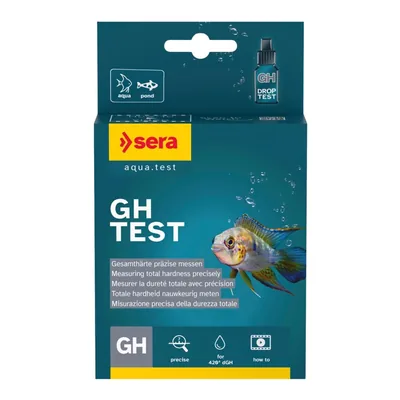 aqua
pond
GH
DROP
TEST
sera
aqua.test
GH
TEST
Gesamthärte präzise messen
Measuring total hardness precisely
Mesurer la dureté totale avec précision
Totale hardheid nauwkeurig meten
Misurazione precisa della durezza totale
GH
precise
for
420° dGH
how to